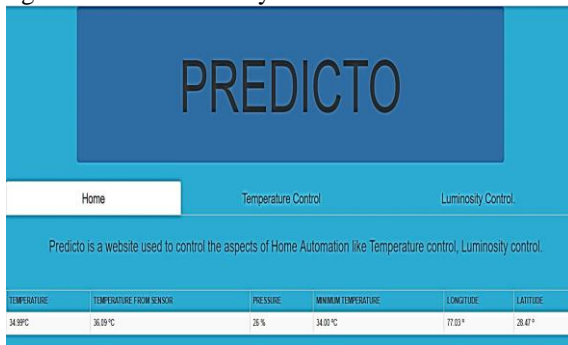 PREDICTO
Home Temperature Control Luminosity Control.
Predicto is a website used to control the aspects of Home Automation like Temperature control, Luminosity control.
TEMPERATURE TEMPERATURE FROM SENSOR PRESSURE MINIMUM TEMPERATURE LONGITUDE LATITUDE
34.99°C 36.09 °C 26 % 34.00 °C 77.03 ° 28.47 °